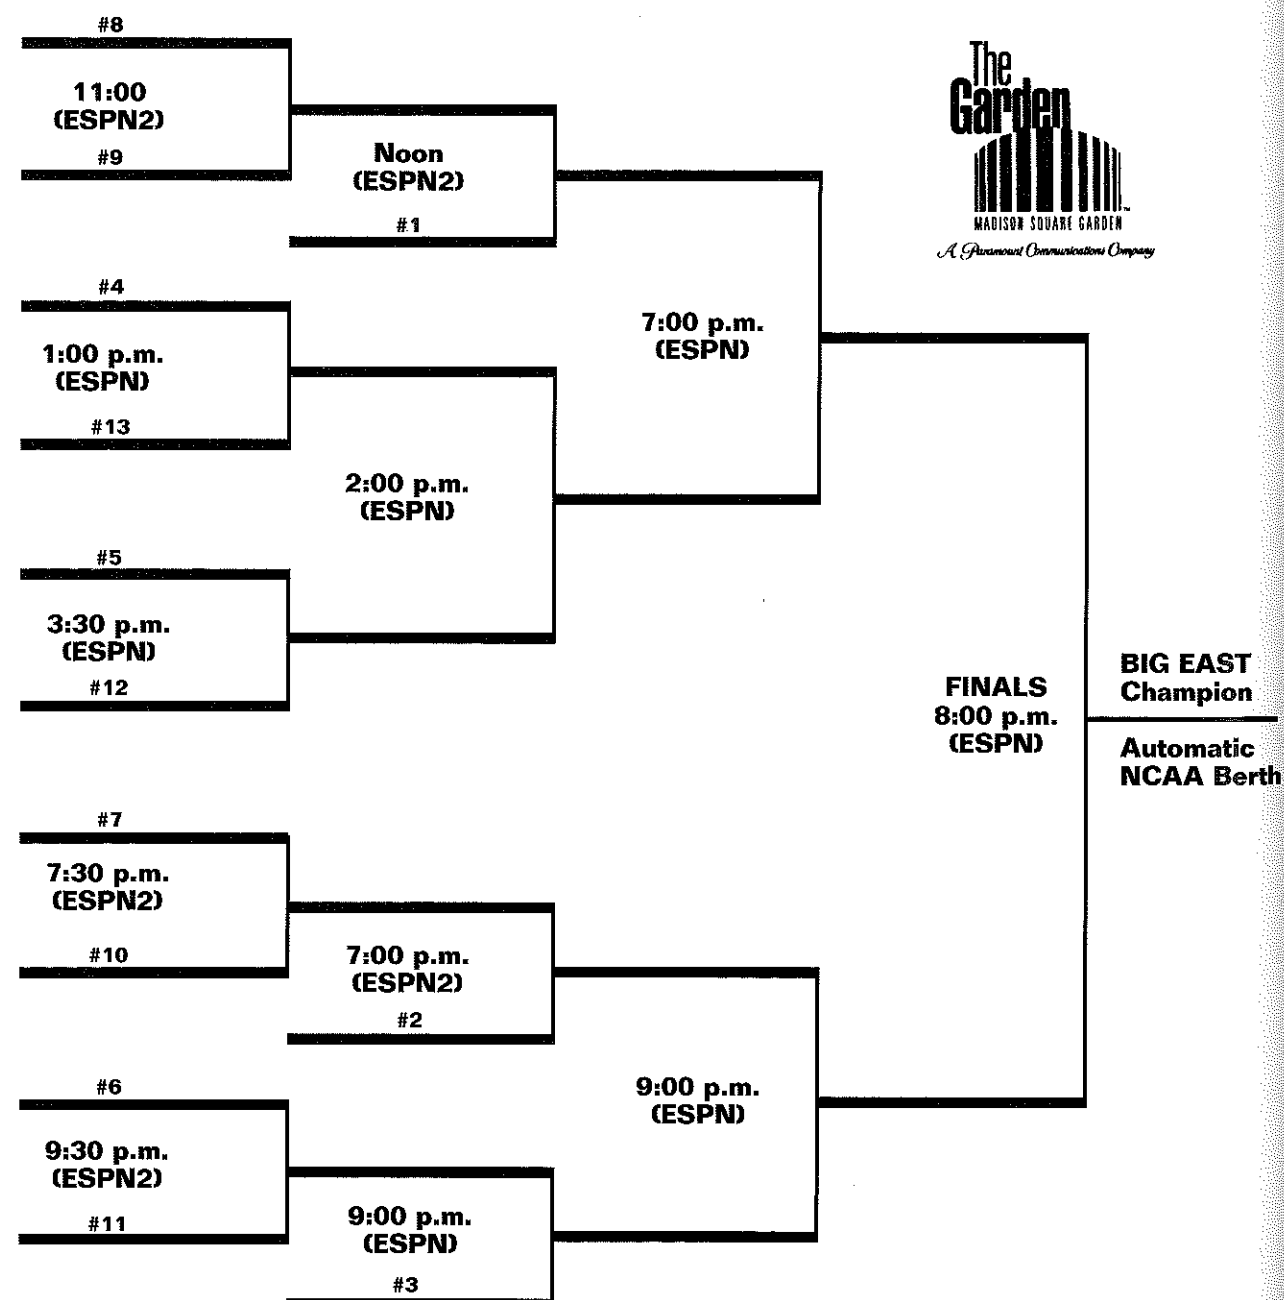 #8
11:00
(ESPN2)
#9
Noon
(ESPN2)
#1
#4
1:00 p.m.
(ESPN)
#13
2:00 p.m.
(ESPN)
#5
3:30 p.m.
(ESPN)
#12
7:00 p.m.
(ESPN)
#7
7:30 p.m.
(ESPN2)
#10
7:00 p.m.
(ESPN2)
#2
#6
9:30 p.m.
(ESPN2)
#11
9:00 p.m.
(ESPN)
#3
9:00 p.m.
(ESPN)
FINALS
8:00 p.m.
(ESPN)
BIG EAST
Champion
Automatic
NCAA Berth
The
Garden
MADISON SQUARE GARDEN
™
A Paramount Communications Company